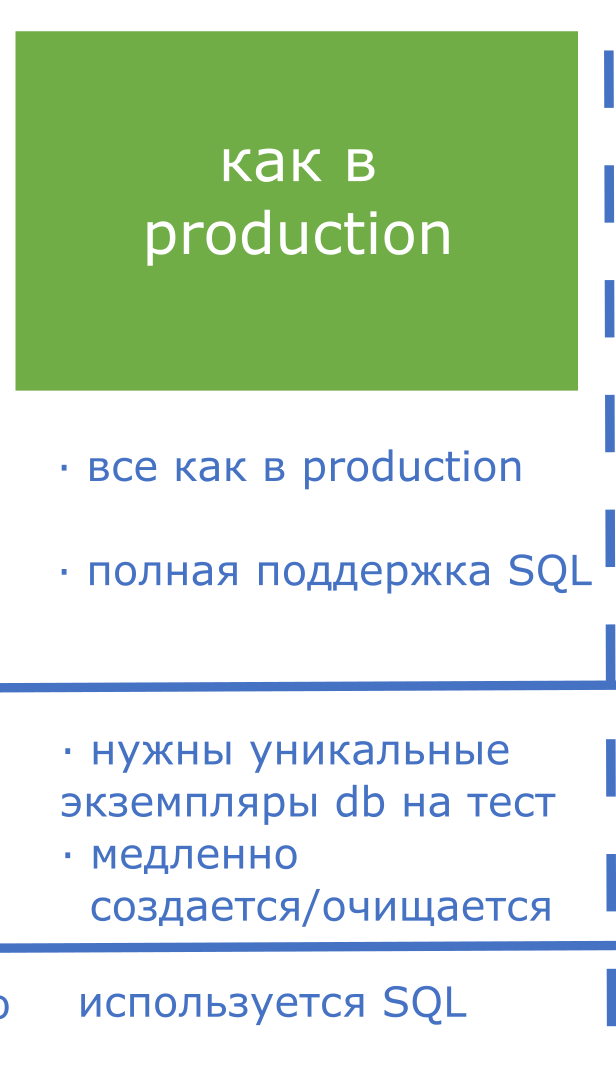 как в
production
· все как в production
· полная поддержка SQL
· нужны уникальные
экземпляры db на тест
· медленно
создается/очищается
используется SQL